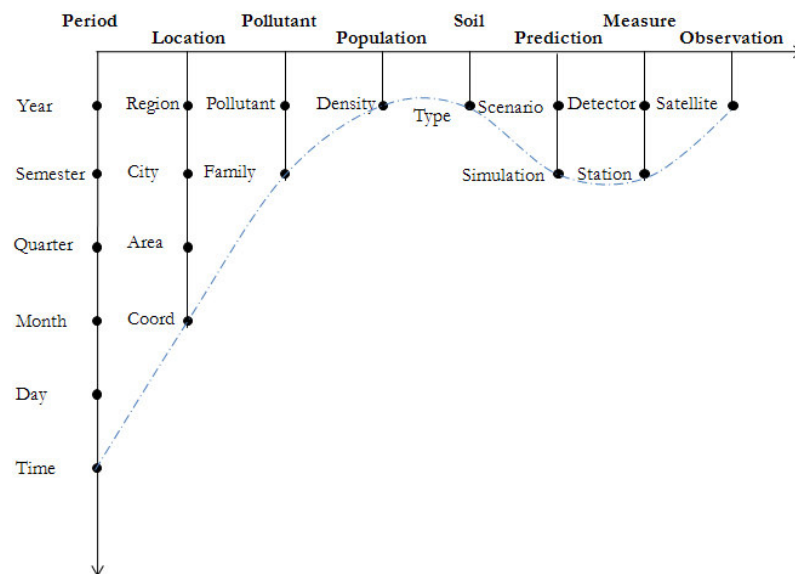 Period Pollutant Soil Measure
Location Population Prediction Observation
Year Region Pollutant Density Type Scenario Detector Satellite
Semester City Family Simulation Station
Quarter Area
Month Coord
Day
Time